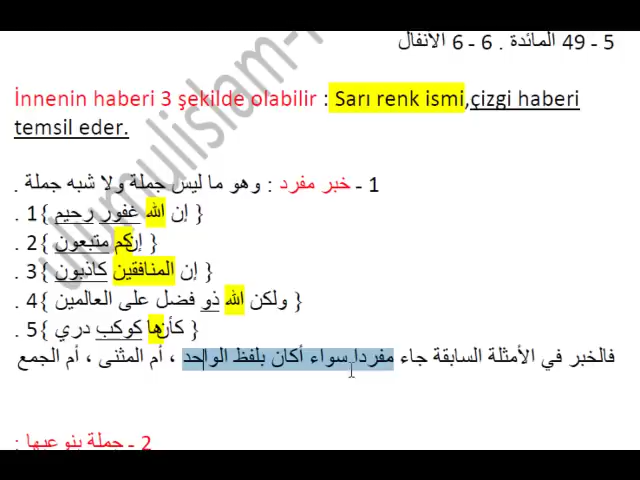 5 - 49 المائدة . 6 - 6 الانفال
İnnenin haberi 3 şekilde olabilir : Sarı renk ismi,çizgi haberi
temsil eder.
1 ـ خبر مفرد : وهو ما ليس جملة ولا شبه جملة .
{ إن الله غفور رحيم }1 .
{ إنكم متبعون }2 .
{ إن المنافقين كاذبون }3 .
{ ولكن الله ذو فضل على العالمين }4 .
{ كأنها كوكب دري }5 .
فالخبر في الأمثلة السابقة جاء مفردا سواء أكان بلفظ الواحد ، أم المثنى ، أم الجمع
2 ـ جملة بنوعيها :